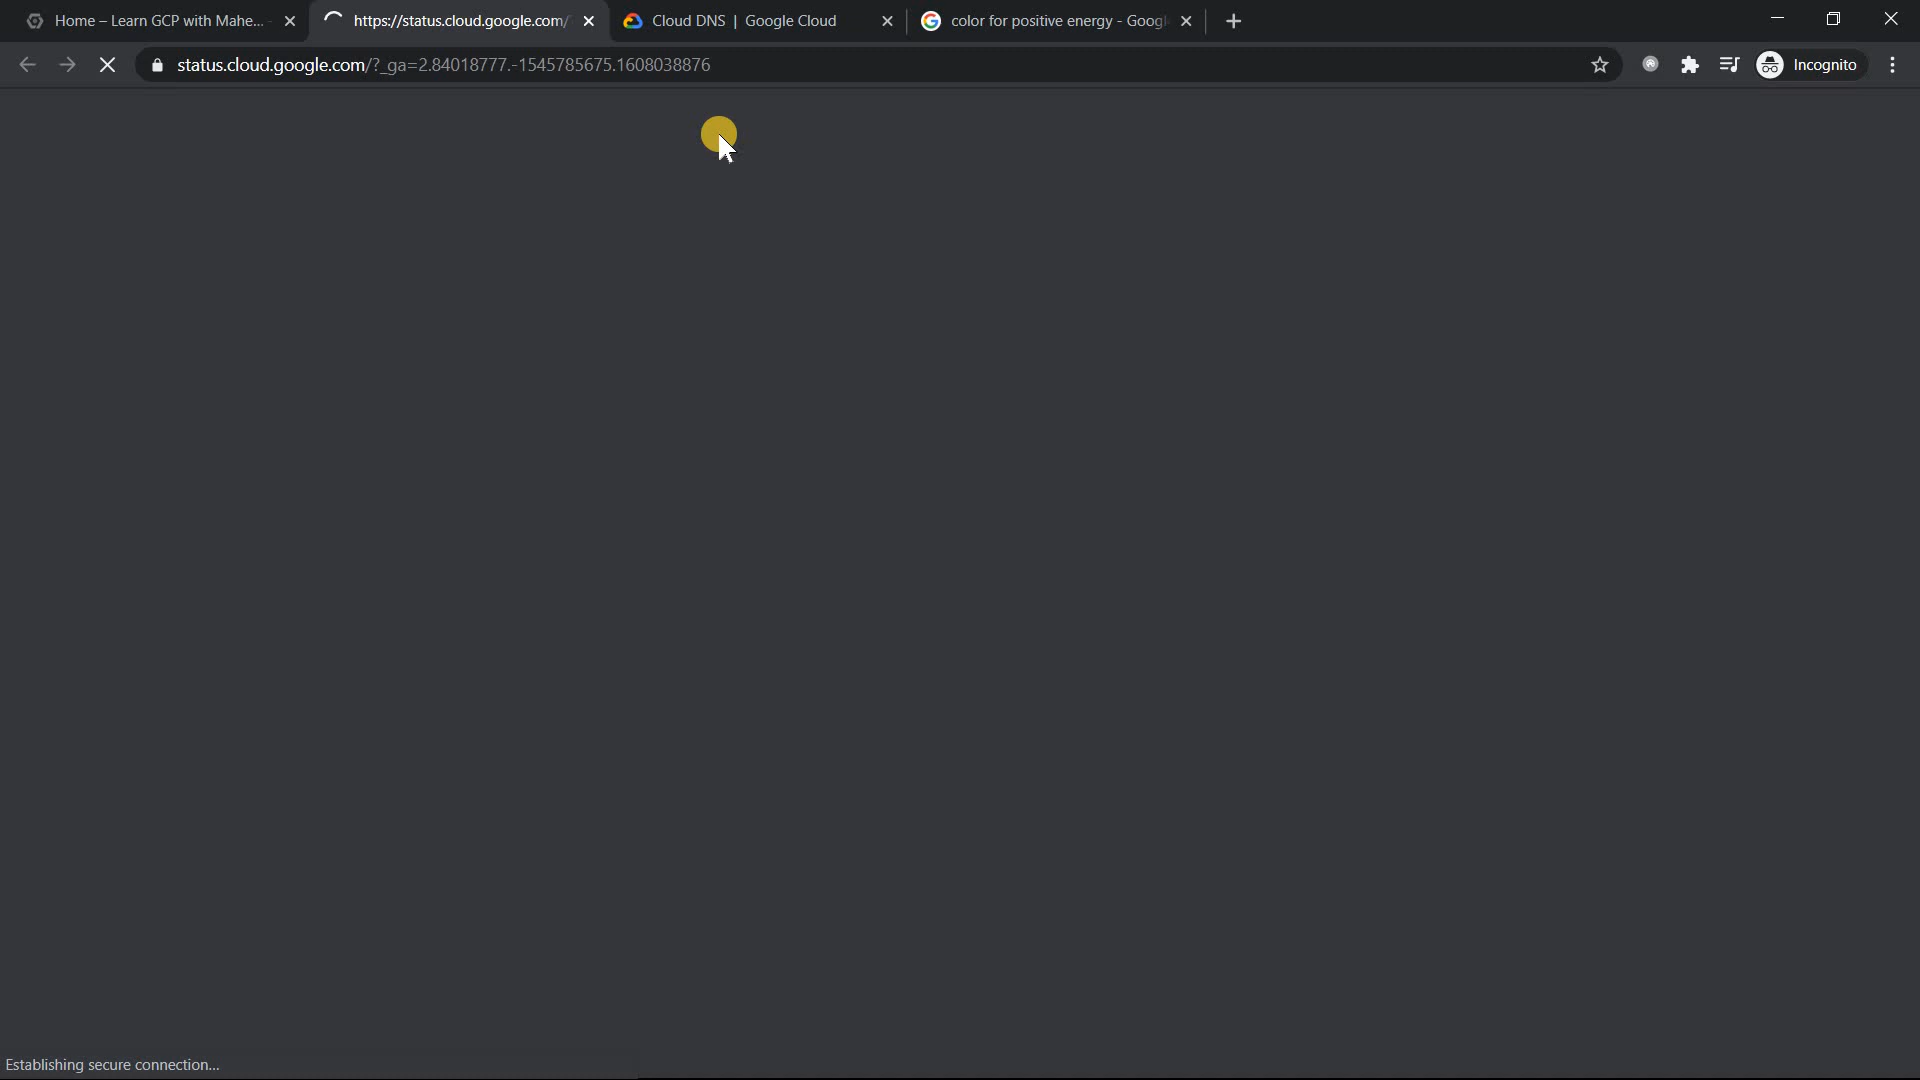 Home – Learn GCP with Mahe...
https://status.cloud.google.com/
Cloud DNS | Google Cloud
color for positive energy - Googl
status.cloud.google.com/?_ga=2.84018777.-1545785675.1608038876
Incognito
Establishing secure connection...